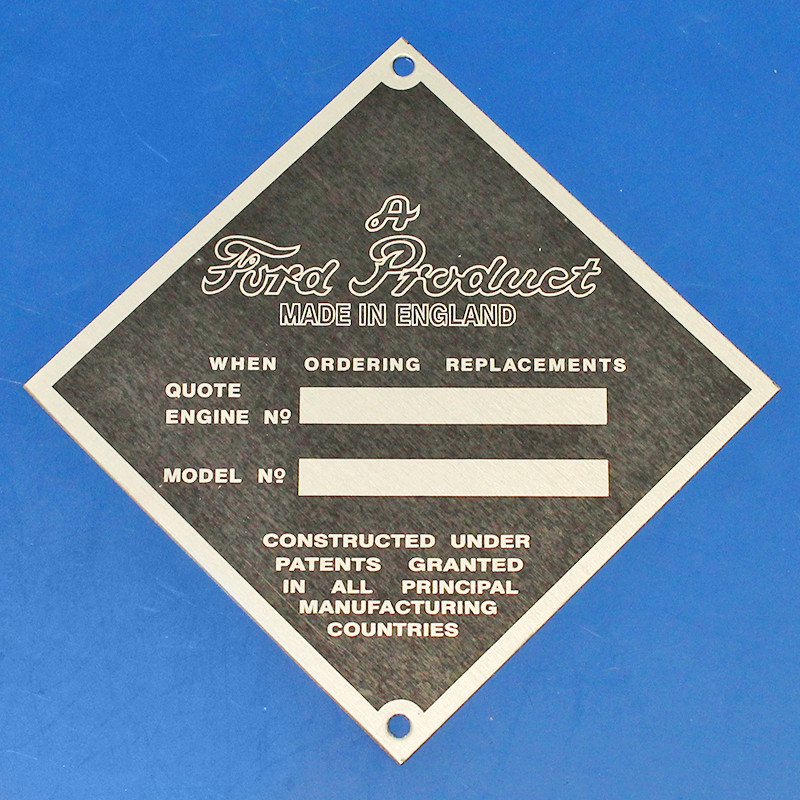 A
Ford Product
MADE IN ENGLAND
WHEN ORDERING REPLACEMENTS
QUOTE
ENGINE Nº
MODEL Nº
CONSTRUCTED UNDER
PATENTS GRANTED
IN ALL PRINCIPAL
MANUFACTURING
COUNTRIES